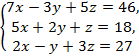 7x − 3y + 5z = 46,
5x + 2y + z = 18,
2x − y + 3z = 27